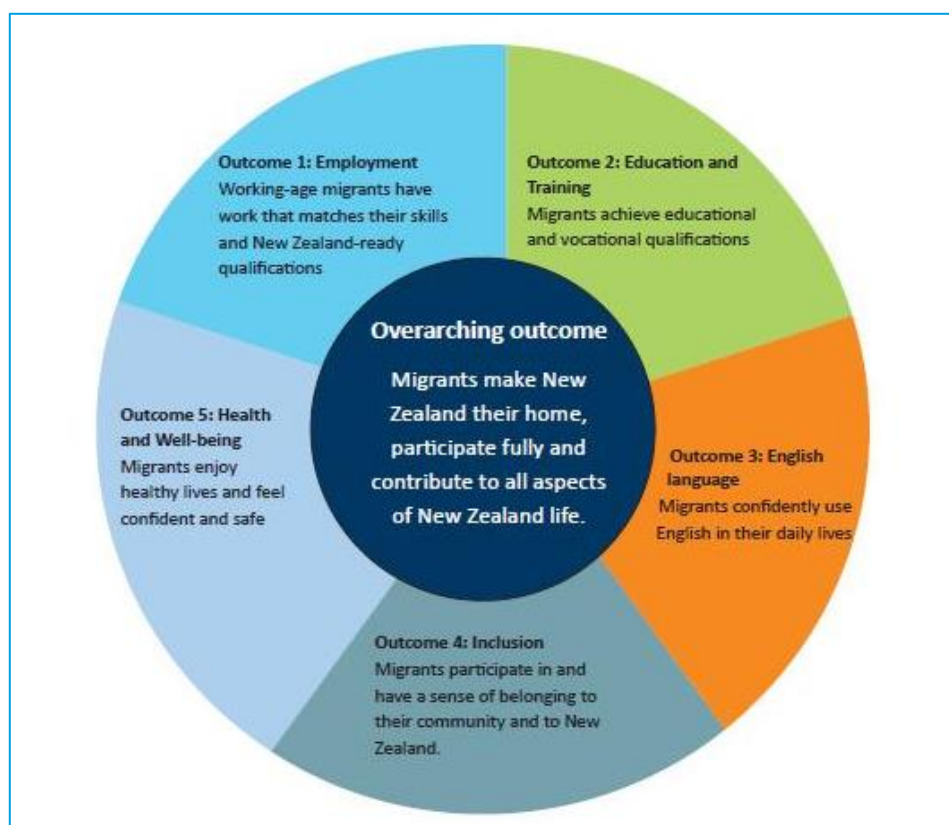 Outcome 1: Employment
Working-age migrants have
work that matches their skills
and New Zealand-ready
qualifications
Outcome 2: Education and
Training
Migrants achieve educational
and vocational qualifications
Overarching outcome
Migrants make New
Zealand their home,
participate fully and
contribute to all aspects
of New Zealand life.
Outcome 3: English
language
Migrants confidently use
English in their daily lives
Outcome 4: Inclusion
Migrants participate in and
have a sense of belonging to
their community and to New
Zealand.
Outcome 5: Health
and Well-being
Migrants enjoy
healthy lives and feel
confident and safe